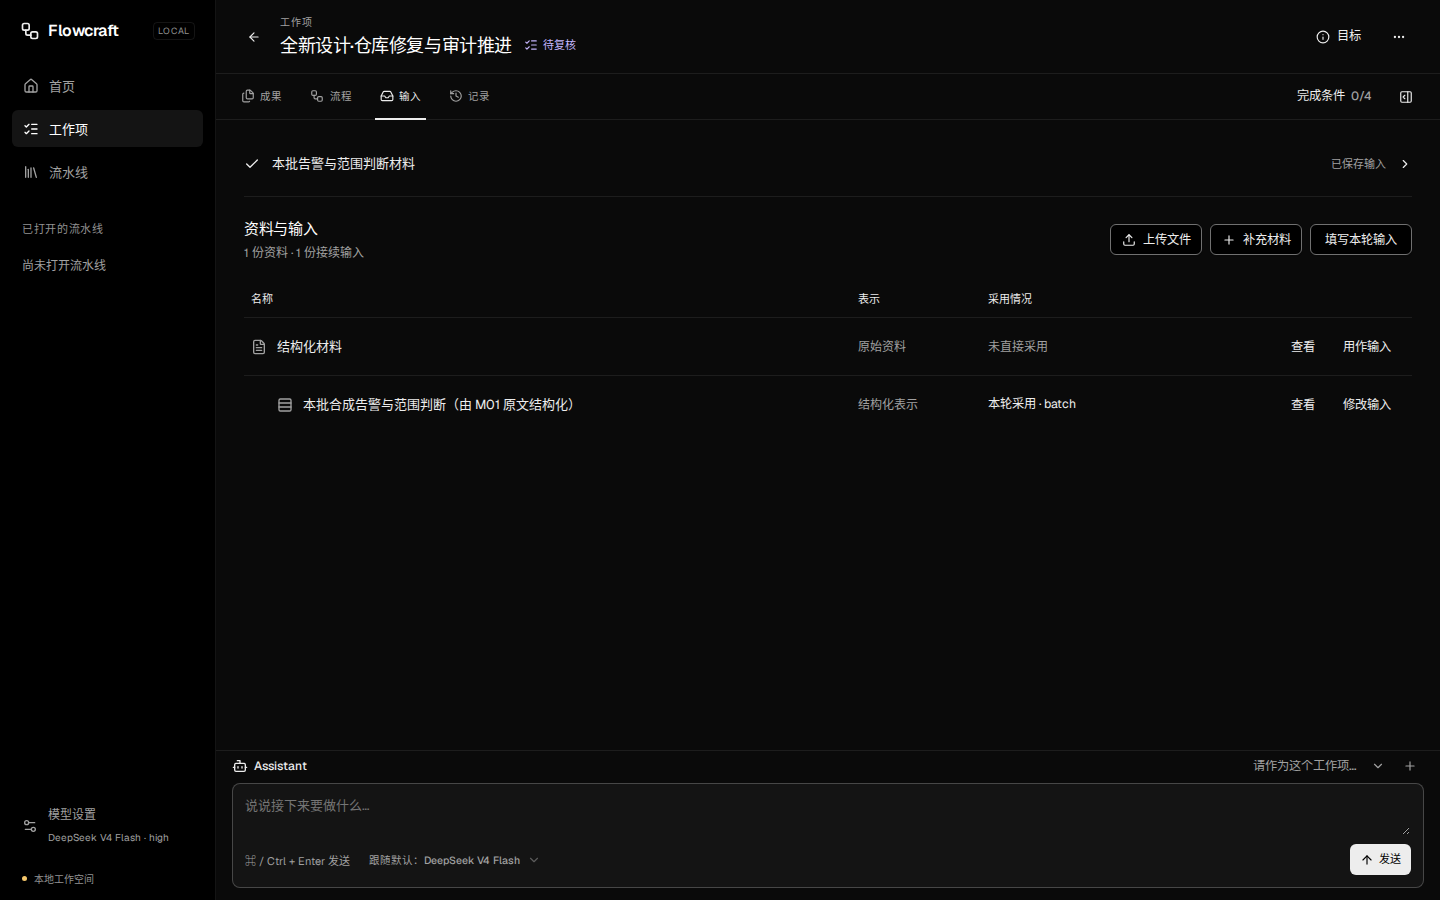 Flowcraft
LOCAL
首页
工作项
流水线
已打开的流水线
尚未打开流水线
模型设置
DeepSeek V4 Flash · high
本地工作空间
工作项
全新设计·仓库修复与审计推进
待复核
目标
成果
流程
输入
记录
完成条件 0/4
本批告警与范围判断材料
已保存输入
资料与输入
1 份资料 · 1 份接续输入
上传文件
补充材料
填写本轮输入
名称 表示 采用情况
结构化材料 原始资料 未直接采用 查看 用作输入
本批合成告警与范围判断（由 M01 原文结构化） 结构化表示 本轮采用 · batch 查看 修改输入
Assistant
请作为这个工作项...
说说接下来要做什么...
⌘ / Ctrl + Enter 发送
跟随默认：DeepSeek V4 Flash
发送